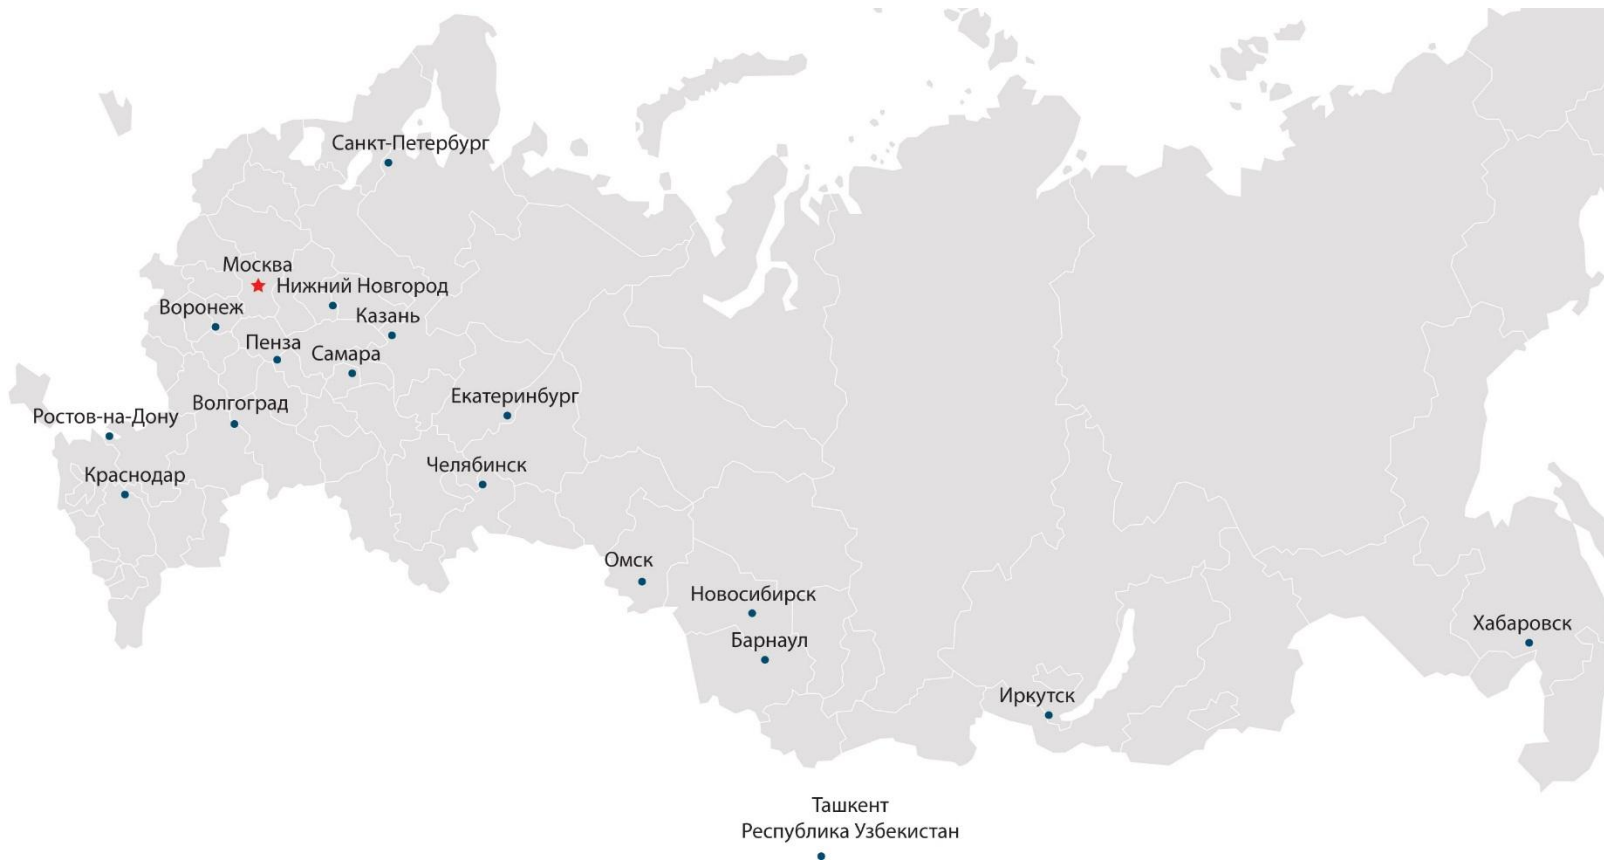 Санкт-Петербург
Москва
Нижний Новгород
Воронеж
Казань
Пенза
Самара
Екатеринбург
Волгоград
Ростов-на-Дону
Челябинск
Краснодар
Омск
Новосибирск
Хабаровск
Барнаул
Иркутск
Ташкент
Республика Узбекистан